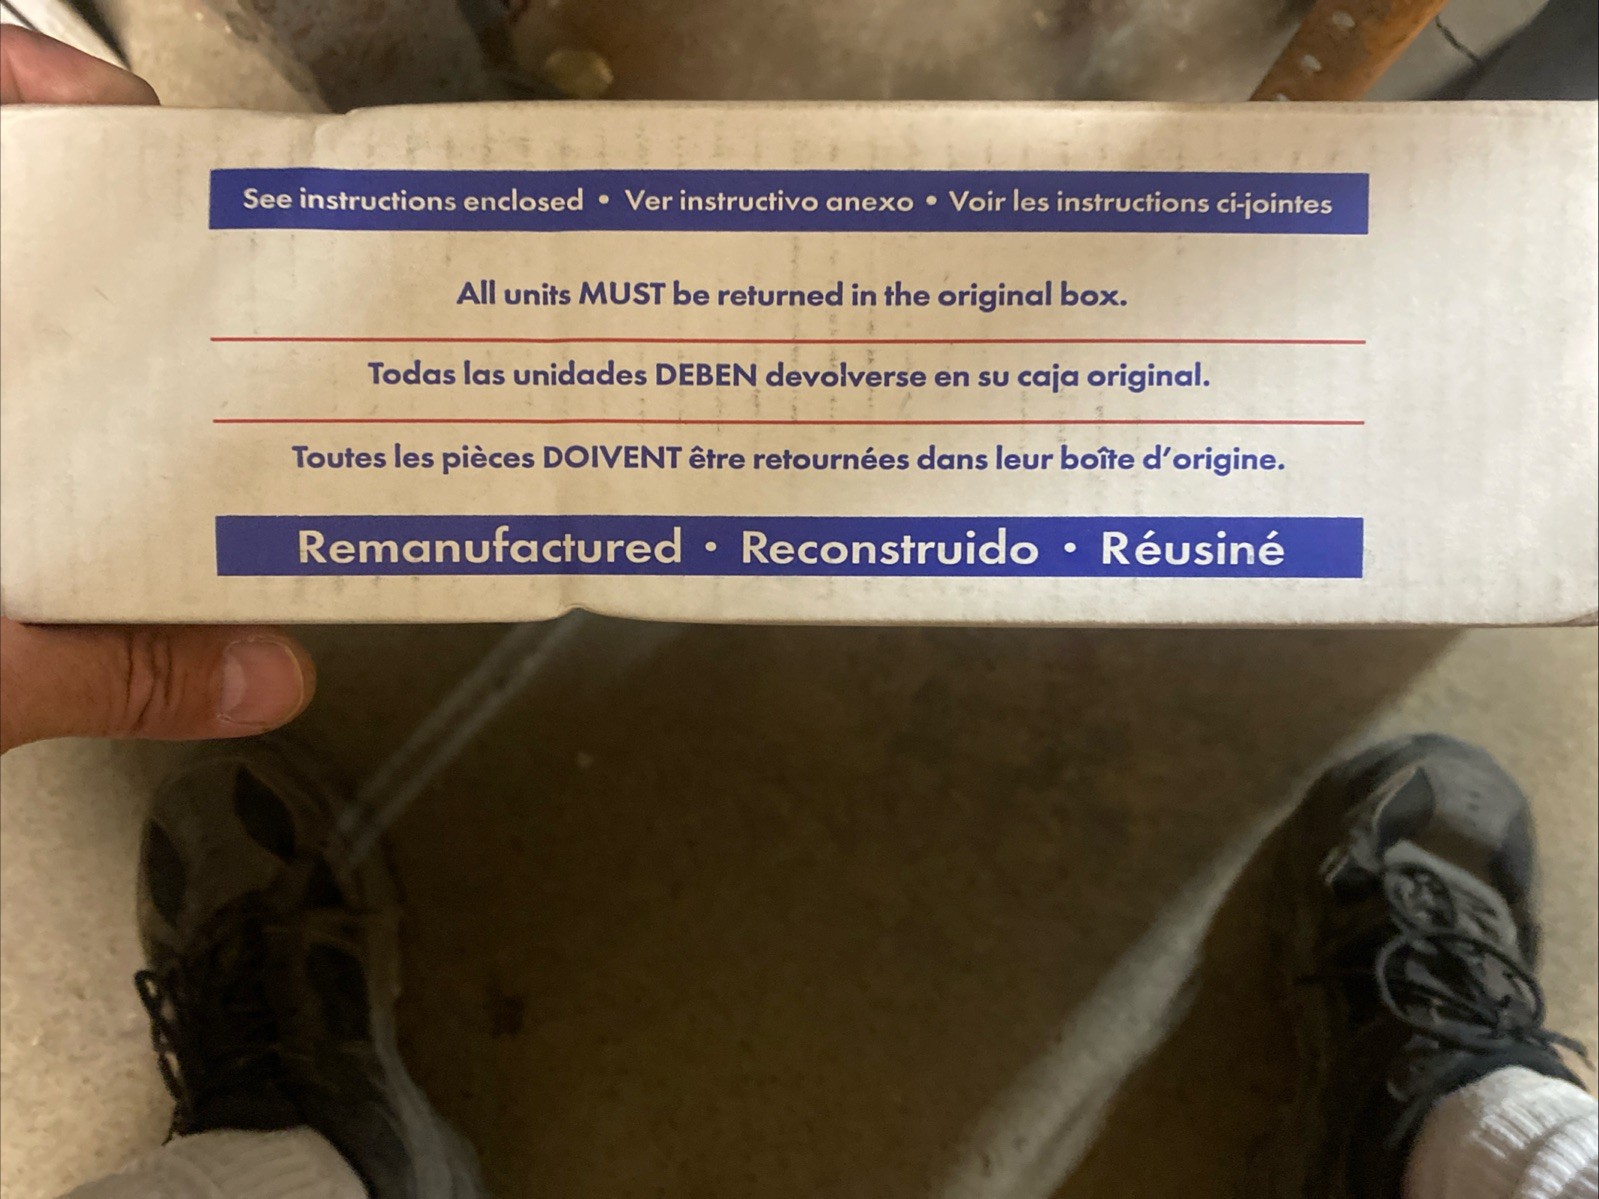 See instructions enclosed • Ver instructivo anexo • Voir les instructions ci-jointes
All units MUST be returned in the original box.
Todas las unidades DEBEN devolverse en su caja original.
Toutes les pièces DOIVENT être retournées dans leur boîte d'origine.
Remanufactured • Reconstruido • Réusiné